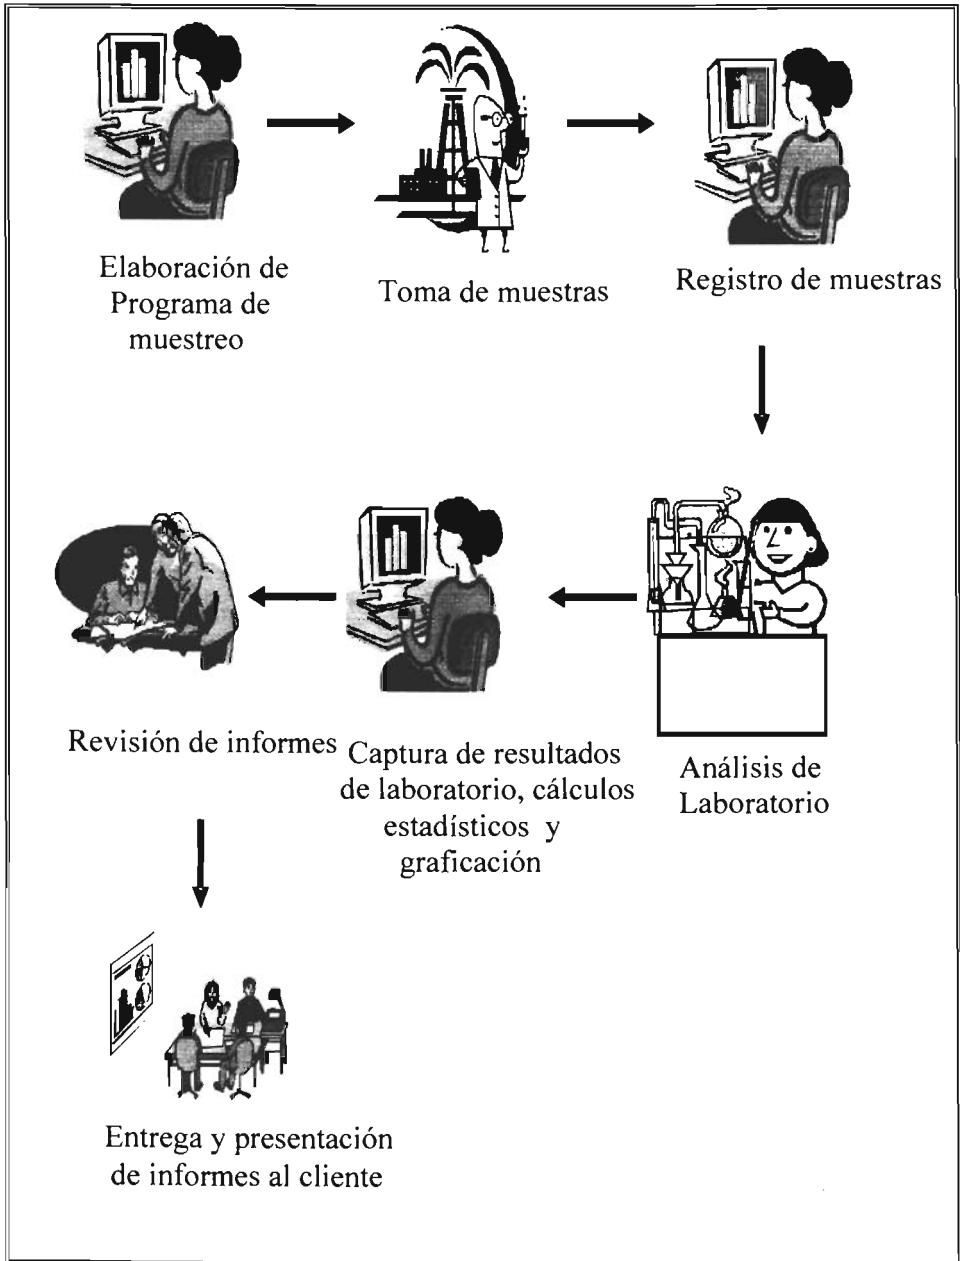 Elaboración de
Programa de
muestreo
Toma de muestras
Registro de muestras
Análisis de
Laboratorio
Captura de resultados
de laboratorio, cálculos
estadísticos y
graficación
Revisión de informes
Entrega y presentación
de informes al cliente